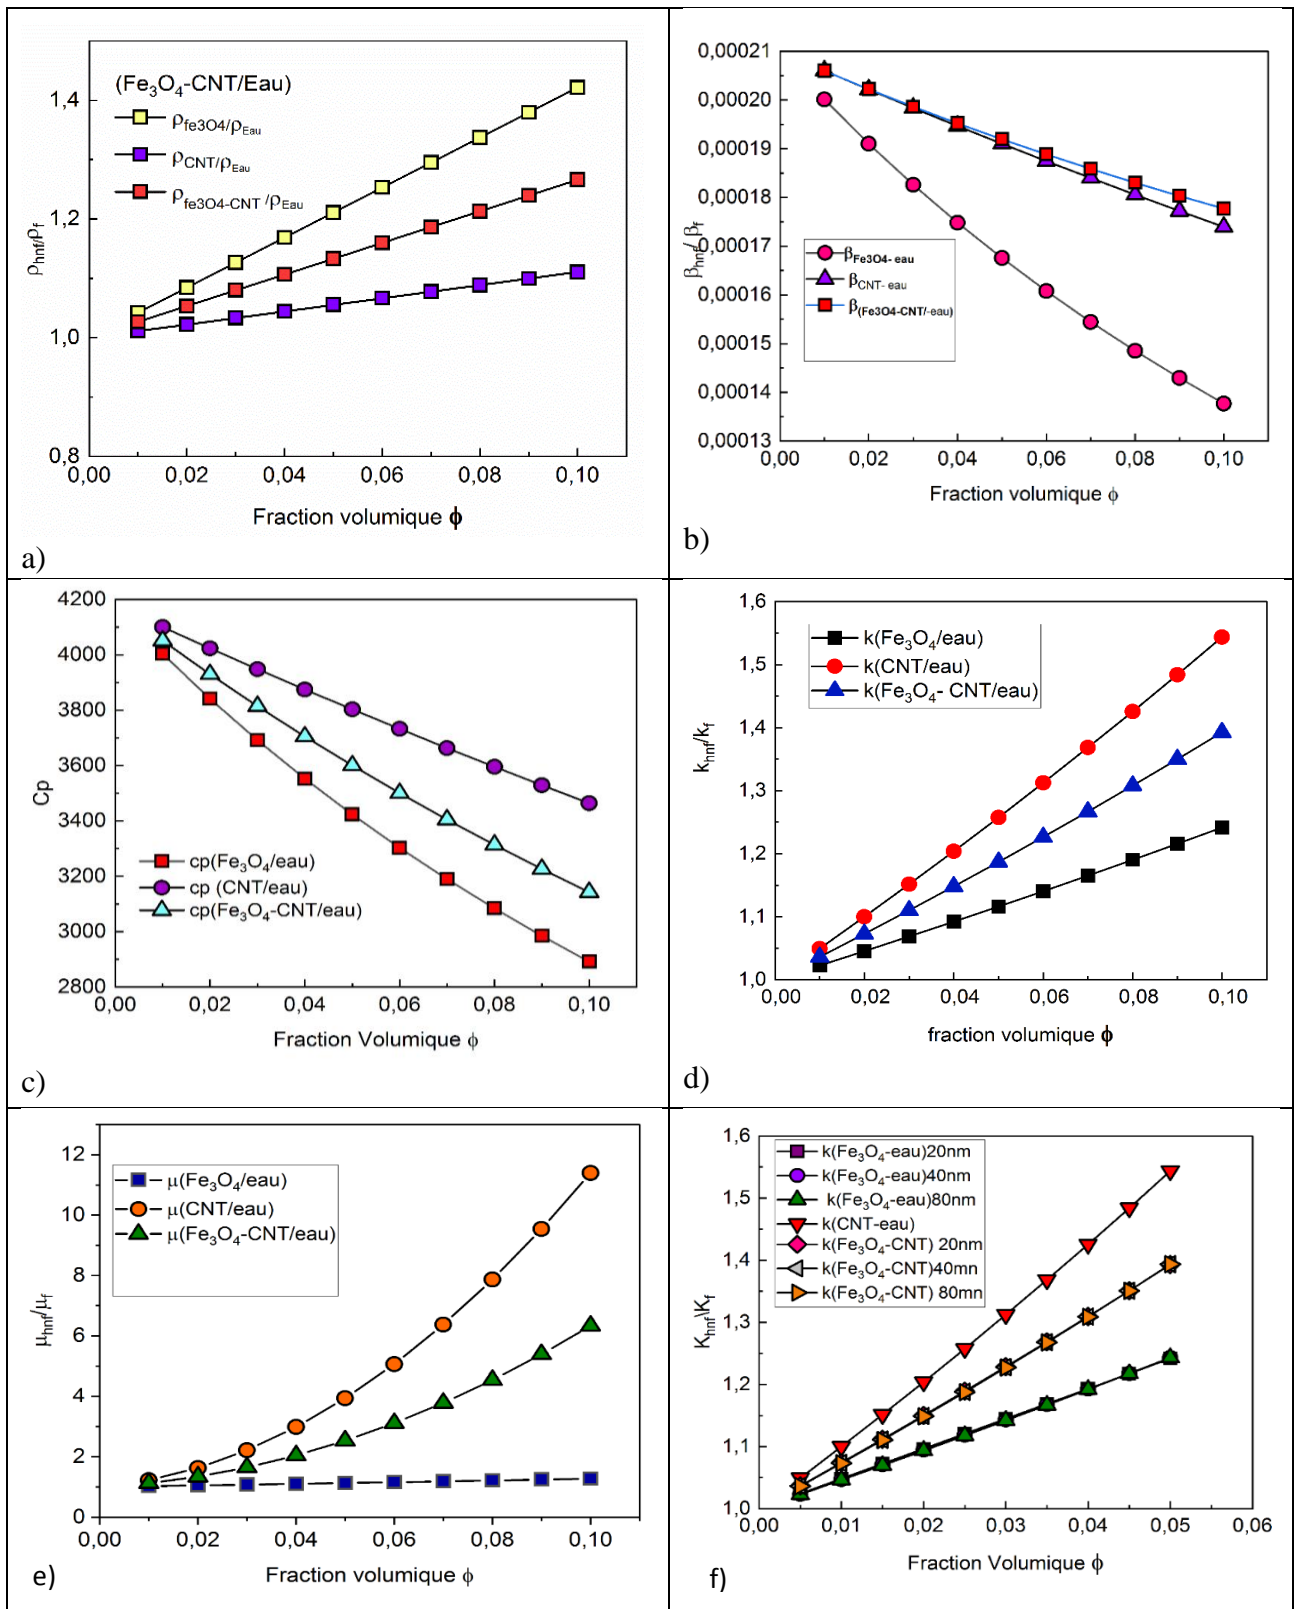 1,4
1,2
1,0
0,8
(Fe3O4-CNT/Eau)
ρfe3O4/ρEau
ρCNT/ρEau
ρfe3O4-CNT /ρEau
ρhnf/ρf
0,00 0,02 0,04 0,06 0,08 0,10
Fraction volumique ϕ
a)
0,00021
0,00020
0,00019
0,00018
0,00017
0,00016
0,00015
0,00014
0,00013
βhnf/ βf
βFe3O4- eau
βCNT- eau
β(Fe3O4-CNT/-eau)
0,00 0,02 0,04 0,06 0,08 0,10
Fraction volumique ϕ
b)
4200
4000
3800
3600
3400
3200
3000
2800
Cp
cp(Fe3O4/eau)
cp (CNT/eau)
cp(Fe3O4-CNT/eau)
0,00 0,02 0,04 0,06 0,08 0,10
Fraction Volumique ϕ
c)
1,6
1,5
1,4
1,3
1,2
1,1
1,0
khnf/kf
k(Fe3O4/eau)
k(CNT/eau)
k(Fe3O4- CNT/eau)
0,00 0,02 0,04 0,06 0,08 0,10
fraction volumique ϕ
d)
12
10
8
6
4
2
0
μhnf/μf
μ(Fe3O4/eau)
μ(CNT/eau)
μ(Fe3O4-CNT/eau)
0,00 0,02 0,04 0,06 0,08 0,10
Fraction volumique ϕ
e)
1,6
1,5
1,4
1,3
1,2
1,1
1,0
Khnf\Kf
k(Fe3O4-eau)20nm
k(Fe3O4-eau)40nm
k(Fe3O4-eau)80nm
k(CNT-eau)
k(Fe3O4-CNT) 20nm
k(Fe3O4-CNT)40mn
k(Fe3O4-CNT) 80mn
0,00 0,01 0,02 0,03 0,04 0,05 0,06
Fraction Volumique ϕ
f)